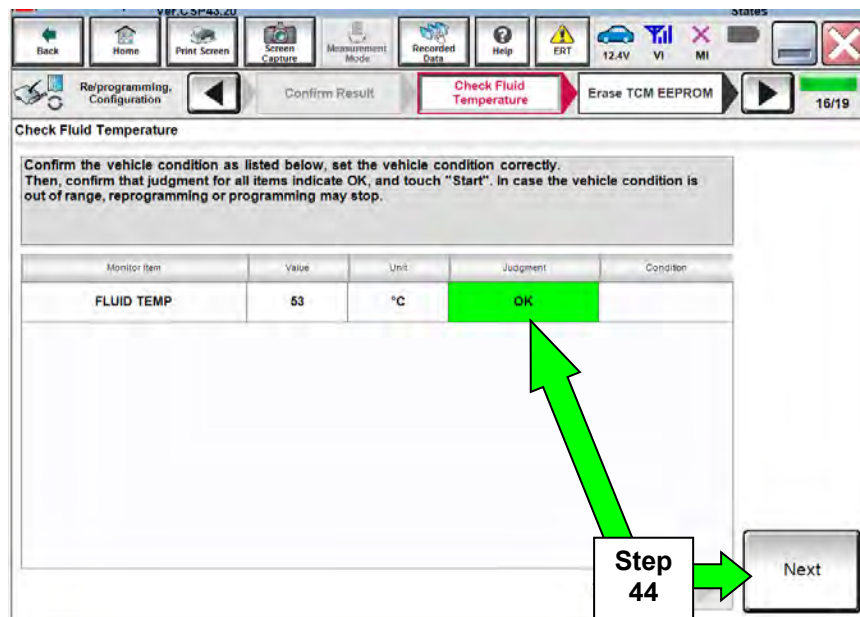 Ver.CSP43.20
States
Back
Home
Print Screen
Screen
Capture
Measurement
Mode
Recorded
Data
Help
ERT
12.4V
VI
MI
Re/programming,
Configuration
Confirm Result
Check Fluid
Temperature
Erase TCM EEPROM
16/19
Check Fluid Temperature
Confirm the vehicle condition as listed below, set the vehicle condition correctly.
Then, confirm that judgment for all items indicate OK, and touch "Start". In case the vehicle condition is
out of range, reprogramming or programming may stop.
Monitor Item Value Unit Judgment Condition
FLUID TEMP 53 °C OK
Step
44
Next